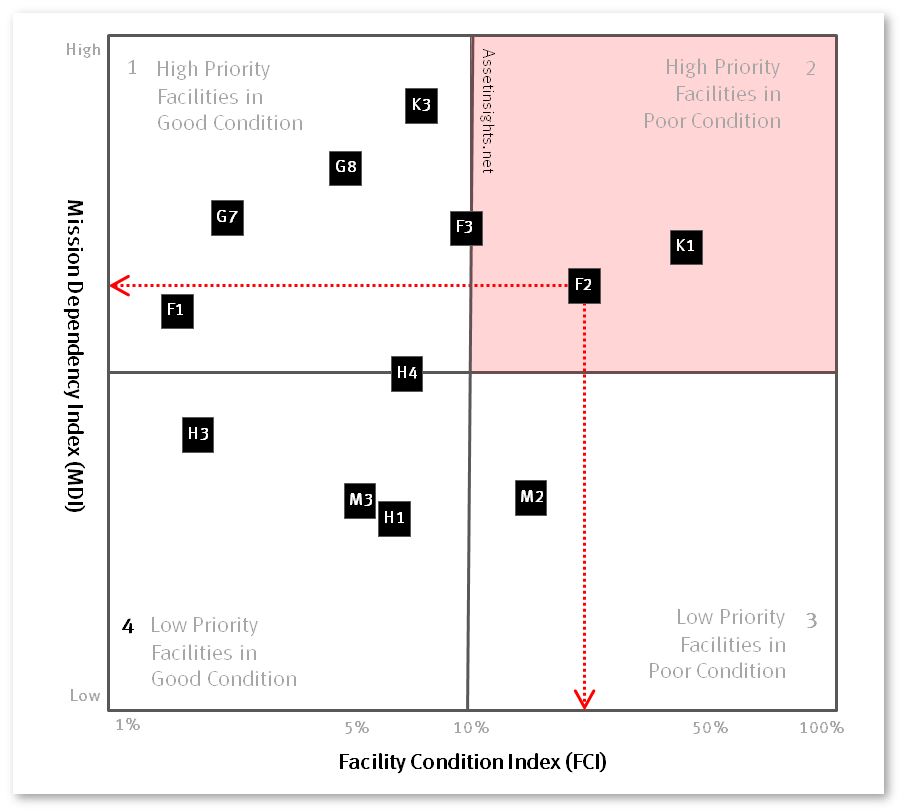 High
1 High Priority
Facilities in
Good Condition
Assetinsights.net
High Priority 2
Facilities in
Poor Condition
K3
G8
G7
F3
K1
F2
F1
H4
H3
M3
H1
M2
Mission Dependency Index (MDI)
4 Low Priority
Facilities in
Good Condition
Low Priority 3
Facilities in
Poor Condition
Low
1% 5% 10% 50% 100%
Facility Condition Index (FCI)